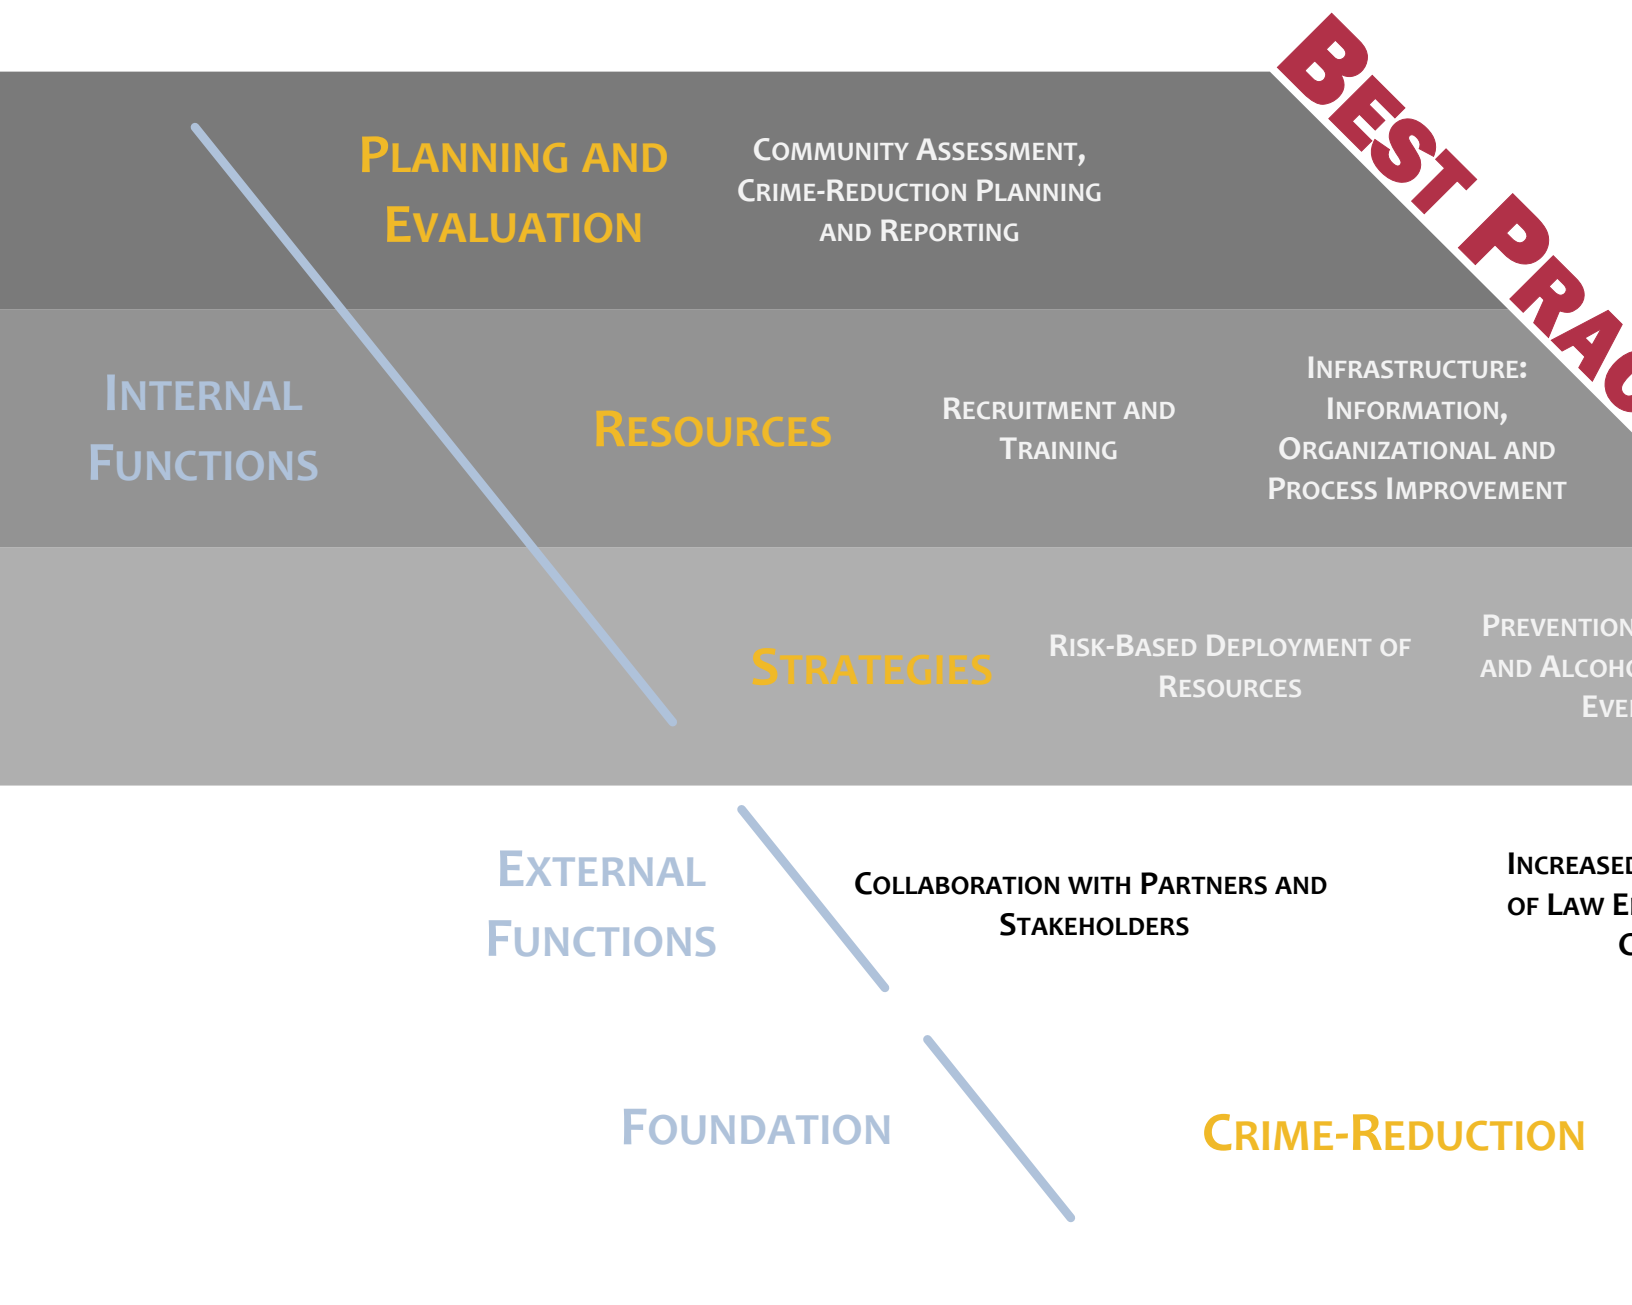 BEST
PLANNING AND
EVALUATION
COMMUNITY ASSESSMENT,
CRIME-REDUCTION PLANNING
AND REPORTING
INTERNAL
FUNCTIONS
RESOURCES
RECRUITMENT AND
TRAINING
INFRASTRUCTURE:
INFORMATION,
ORGANIZATIONAL AND
PROCESS IMPROVEMENT
STRATEGIES
RISK-BASED DEPLOYMENT OF
RESOURCES
PREVENTION
AND
EXTERNAL
FUNCTIONS
COLLABORATION WITH PARTNERS AND
STAKEHOLDERS
INCREASED
OF LAW
FOUNDATION
CRIME-REDUCTION